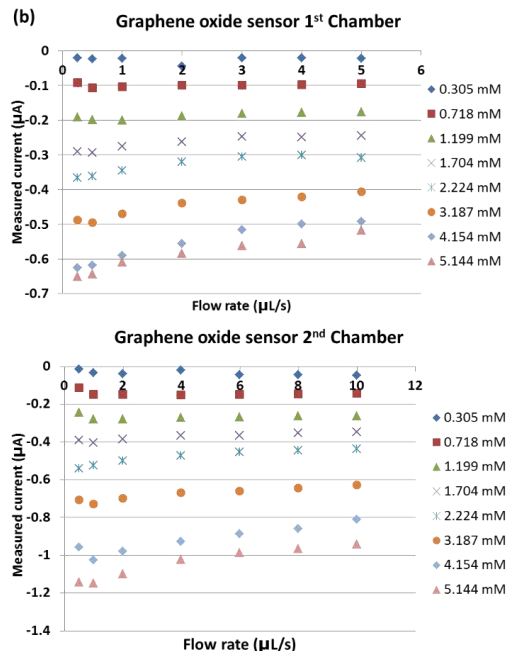 (b)
Graphene oxide sensor 1st Chamber
0
0 1 2 3 4 5 6
-0.1
-0.2
-0.3
-0.4
-0.5
-0.6
-0.7
Measured current (µA)
Flow rate (µL/s)
0.305 mM
0.718 mM
1.199 mM
1.704 mM
2.224 mM
3.187 mM
4.154 mM
5.144 mM
Graphene oxide sensor 2nd Chamber
0
0 2 4 6 8 10 12
-0.2
-0.4
-0.6
-0.8
-1
-1.2
-1.4
Measured current (µA)
Flow rate (µL/s)
0.305 mM
0.718 mM
1.199 mM
1.704 mM
2.224 mM
3.187 mM
4.154 mM
5.144 mM